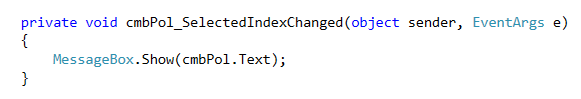 private void cmbPol_SelectedIndexChanged(object sender, EventArgs e)
{
MessageBox.Show(cmbPol.Text);
}